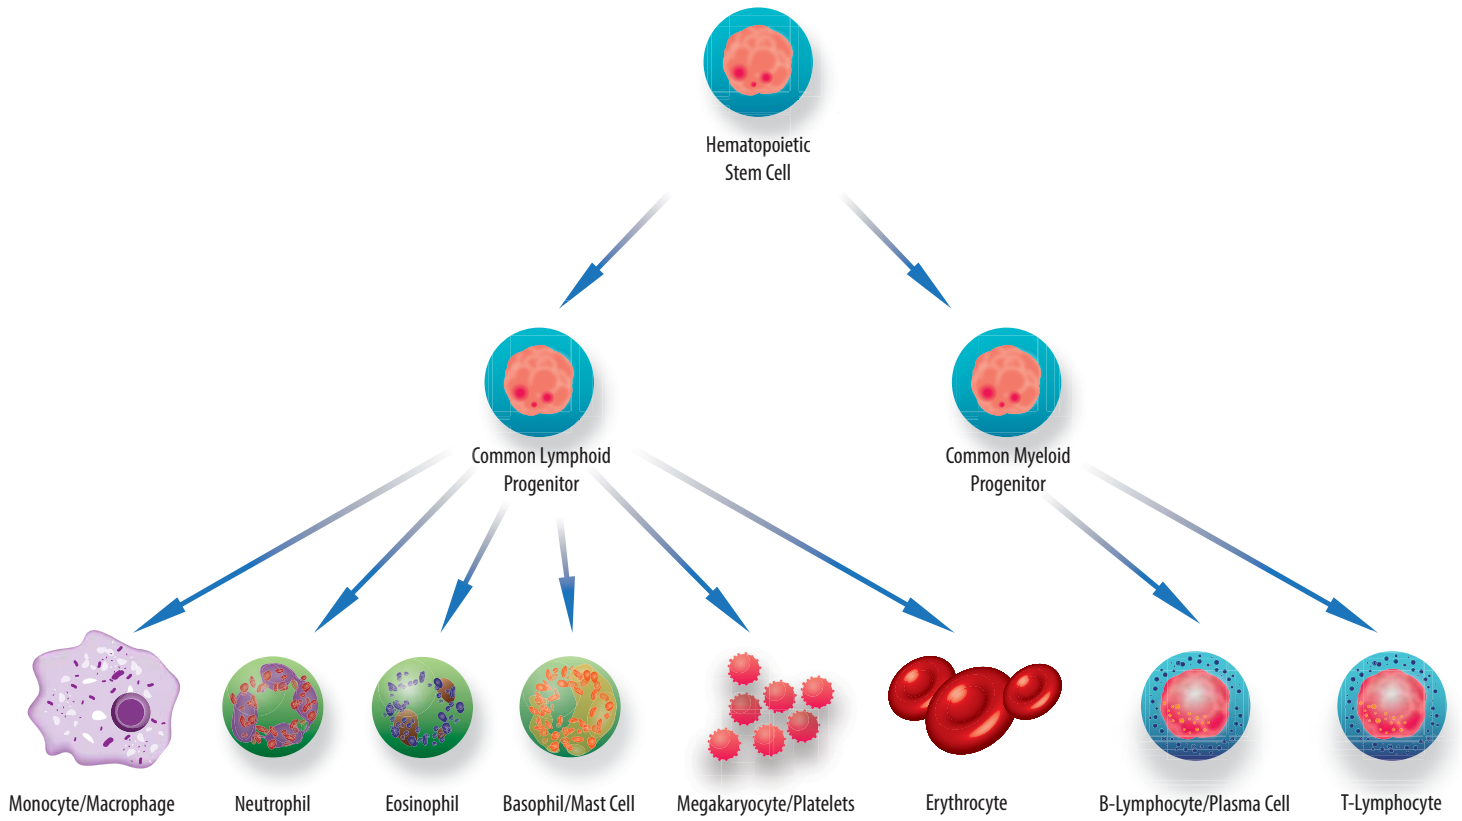 Hematopoietic
Stem Cell
Common Lymphoid
Progenitor
Common Myeloid
Progenitor
Monocyte/Macrophage
Neutrophil
Eosinophil
Basophil/Mast Cell
Megakaryocyte/Platelets
Erythrocyte
B-Lymphocyte/Plasma Cell
T-Lymphocyte